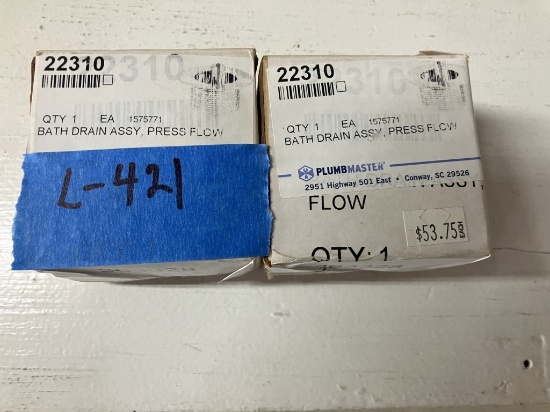 22310
22310
QTY 1 EA 1575771
BATH DRAIN ASSY, PRESS FLOW
L-421
22310
QTY 1 EA 1575771
BATH DRAIN ASSY, PRESS FLOW
PLUMBMASTER®
2951 Highway 501 East • Conway, SC 29526
FLOW
$53.75
QTY: 1